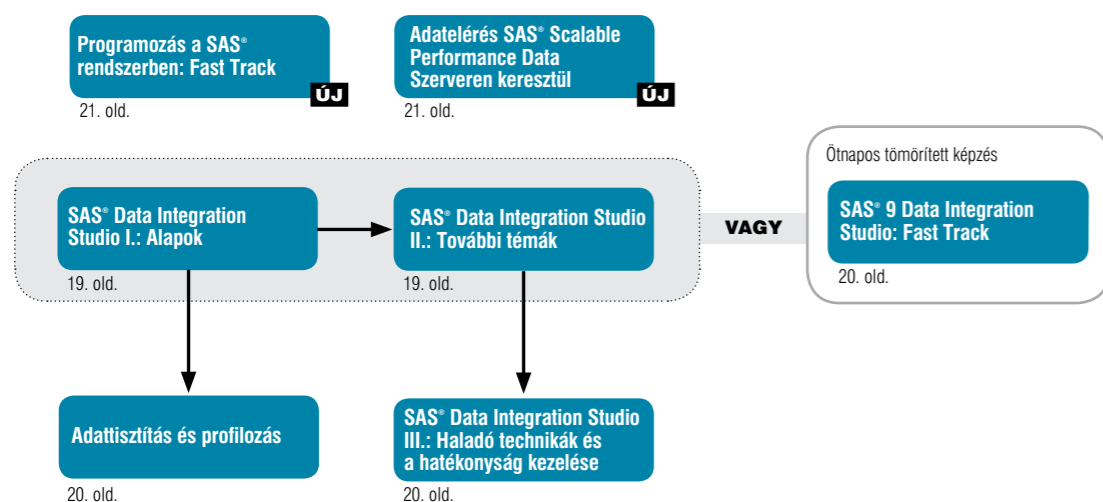 Programozás a SAS®
rendszerben: Fast Track
ÚJ
21. old.
Adatelérés SAS® Scalable
Performance Data
Szerveren keresztül
ÚJ
21. old.
SAS® Data Integration
Studio I.: Alapok
19. old.
SAS® Data Integration Studio
II.: További témák
19. old.
VAGY
Ötnapos tömörített képzés
SAS® 9 Data Integration
Studio: Fast Track
20. old.
Adattisztítás és profilozás
20. old.
SAS® Data Integration Studio
III.: Haladó technikák és
a hatékonyság kezelése
20. old.